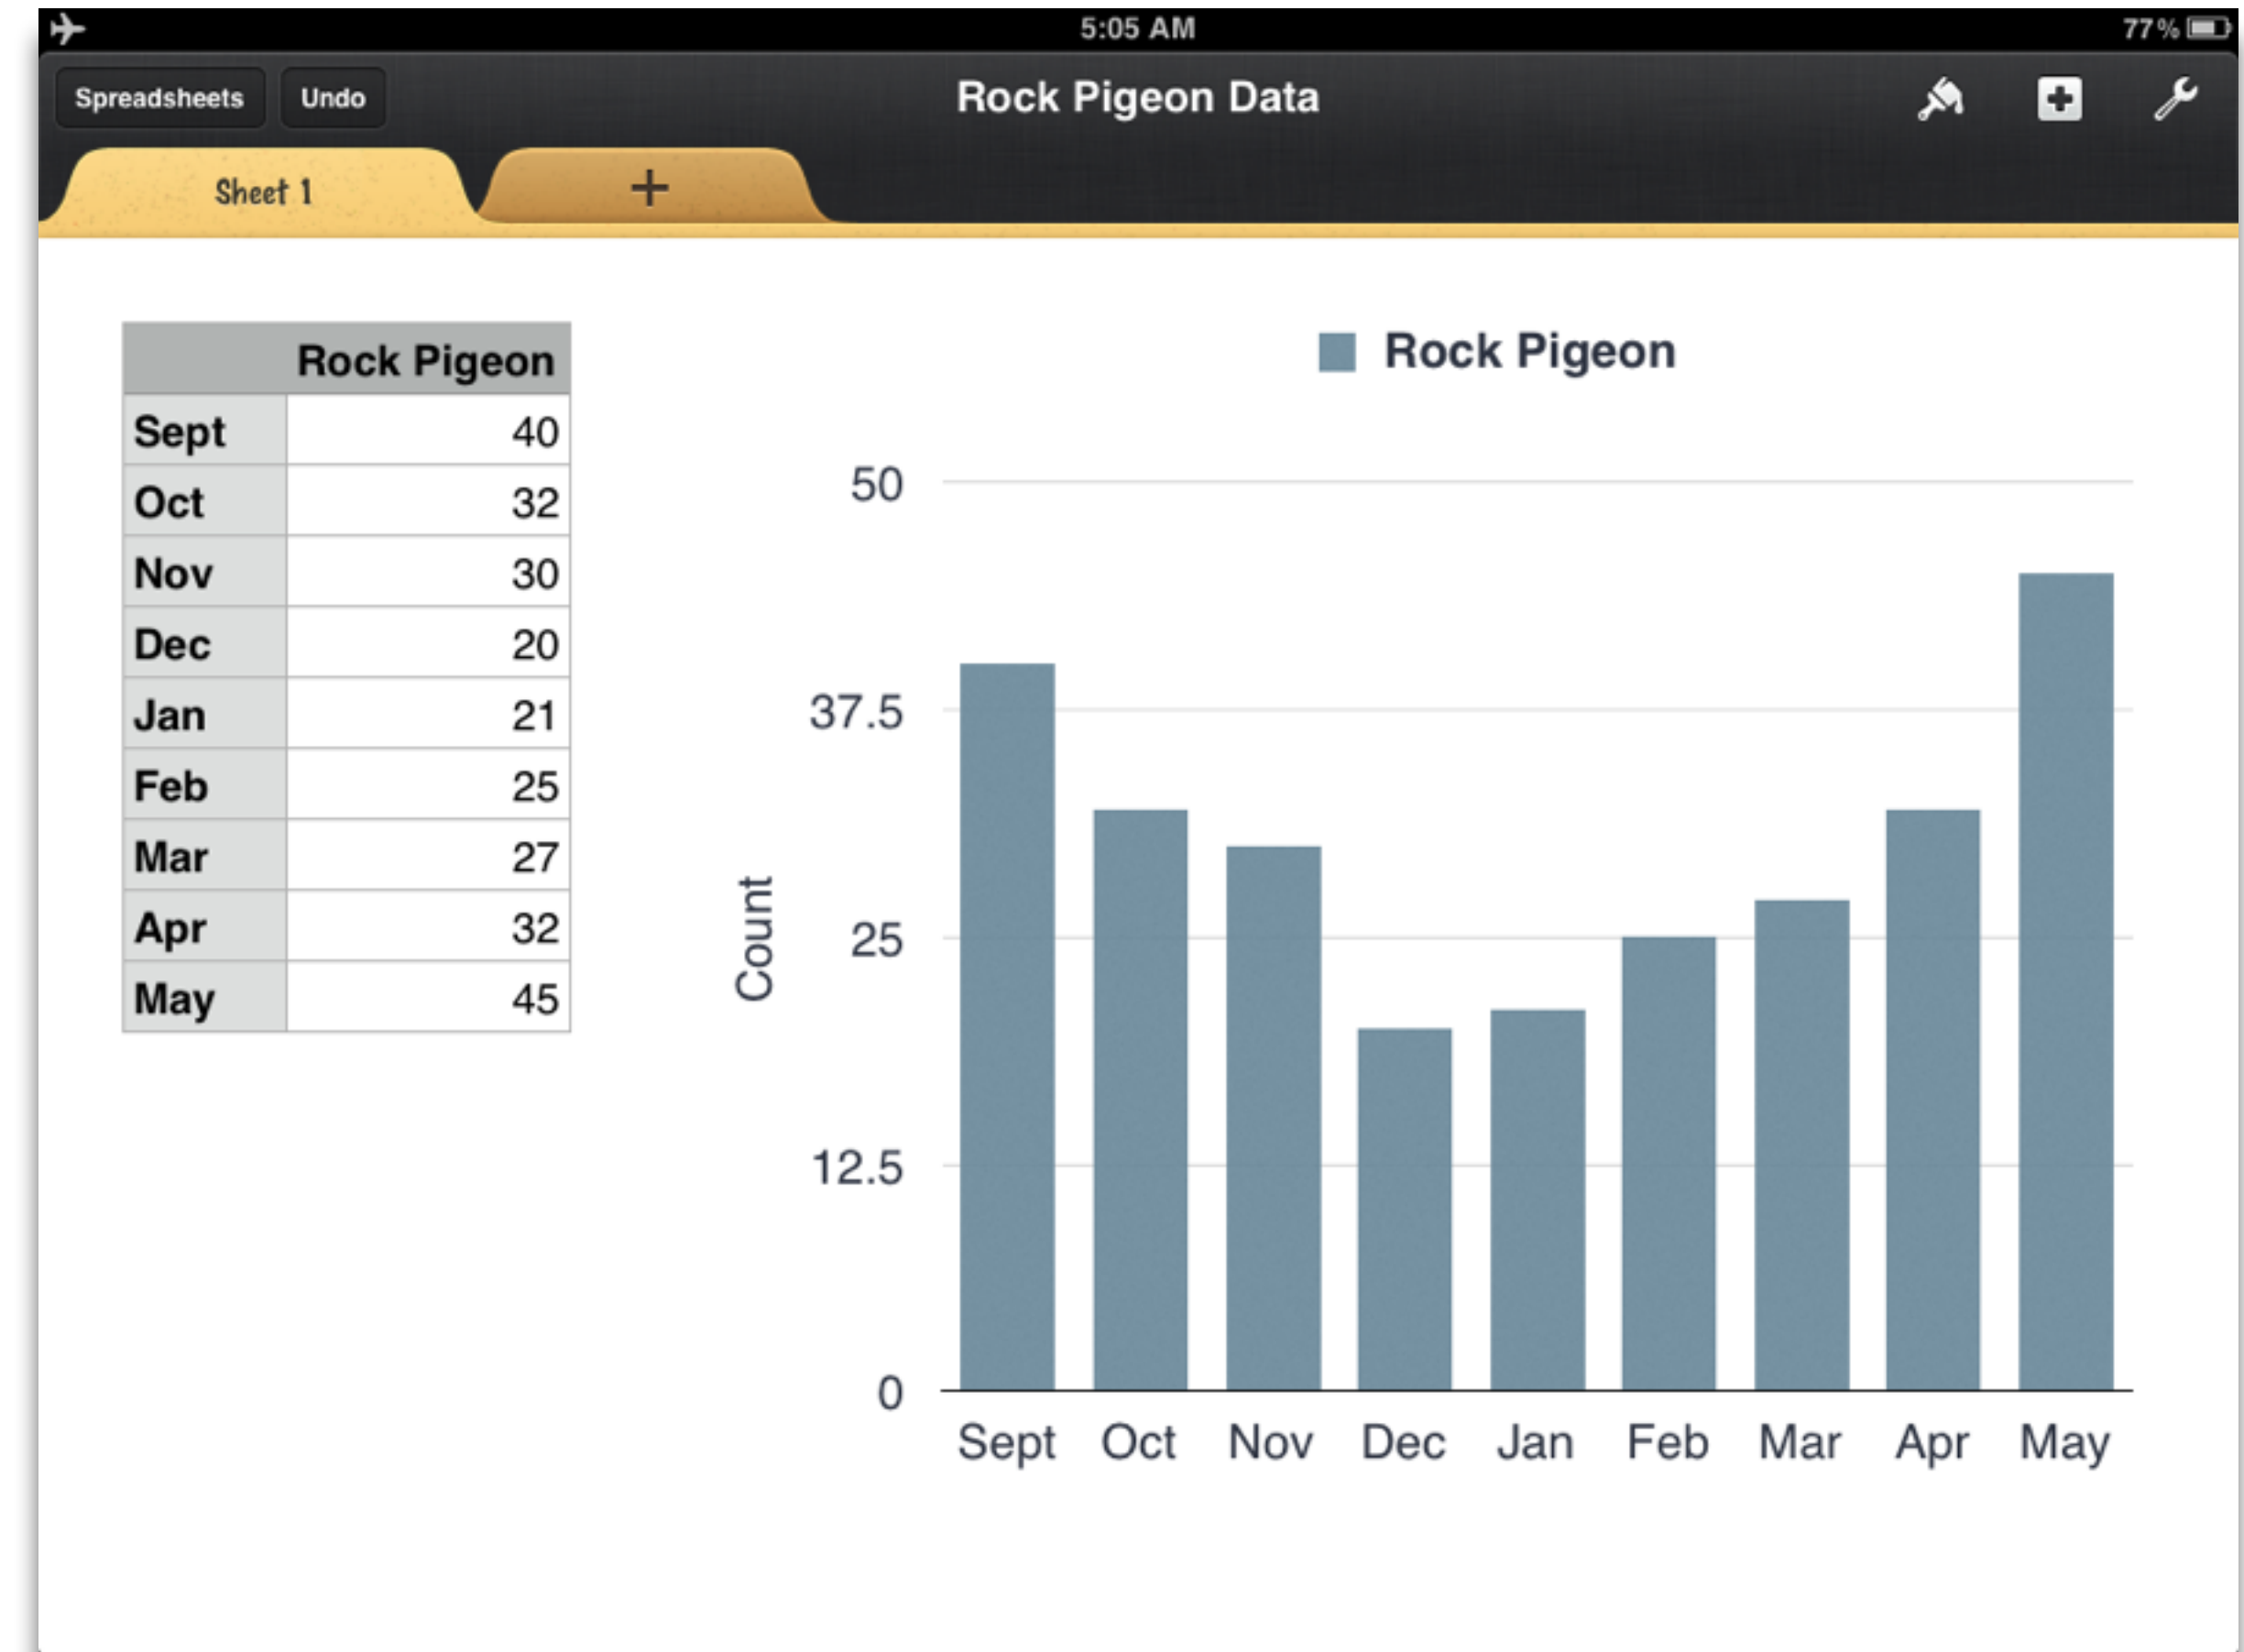 5:05 AM
77%
Spreadsheets Undo Rock Pigeon Data
Sheet 1 +
Rock Pigeon
Sept 40
Oct 32
Nov 30
Dec 20
Jan 21
Feb 25
Mar 27
Apr 32
May 45
Rock Pigeon
50
37.5
25
12.5
0
Count
Sept Oct Nov Dec Jan Feb Mar Apr May